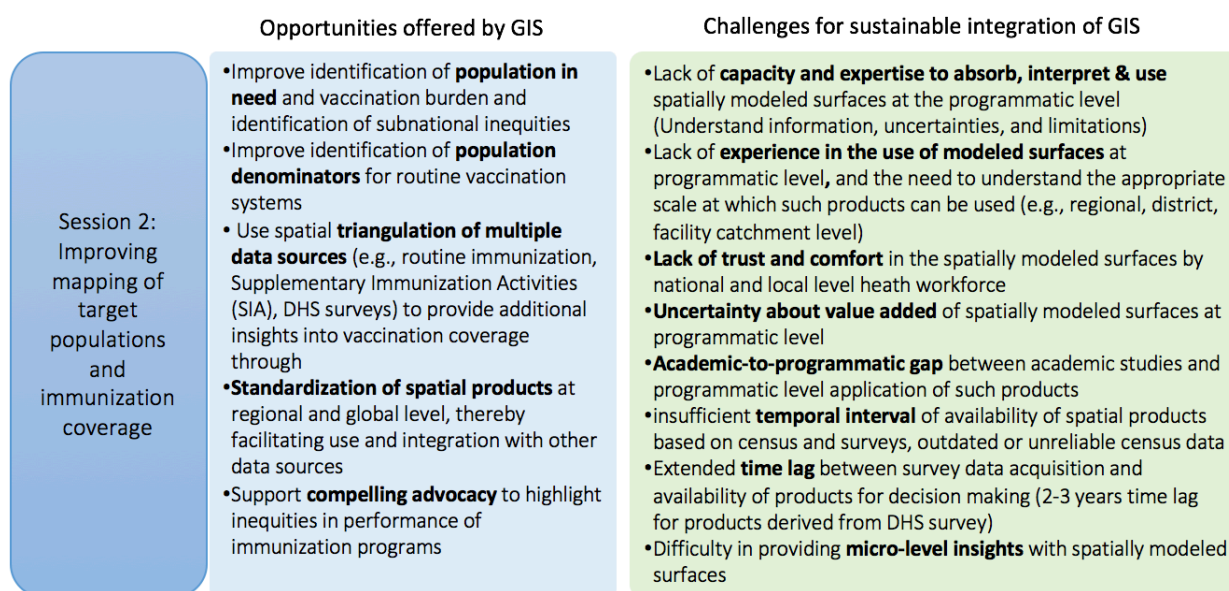 Opportunities offered by GIS
Challenges for sustainable integration of GIS
Session 2:
Improving
mapping of
target
populations
and
immunization
coverage
•Improve identification of population in
need and vaccination burden and
identification of subnational inequities
•Improve identification of population
denominators for routine vaccination
systems
• Use spatial triangulation of multiple
data sources (e.g., routine immunization,
Supplementary Immunization Activities
(SIA), DHS surveys) to provide additional
insights into vaccination coverage
through
•Standardization of spatial products at
regional and global level, thereby
facilitating use and integration with other
data sources
•Support compelling advocacy to highlight
inequities in performance of
immunization programs
•Lack of capacity and expertise to absorb, interpret & use
spatially modeled surfaces at the programmatic level
(Understand information, uncertainties, and limitations)
•Lack of experience in the use of modeled surfaces at
programmatic level, and the need to understand the appropriate
scale at which such products can be used (e.g., regional, district,
facility catchment level)
•Lack of trust and comfort in the spatially modeled surfaces by
national and local level heath workforce
•Uncertainty about value added of spatially modeled surfaces at
programmatic level
•Academic-to-programmatic gap between academic studies and
programmatic level application of such products
•insufficient temporal interval of availability of spatial products
based on census and surveys, outdated or unreliable census data
•Extended time lag between survey data acquisition and
availability of products for decision making (2-3 years time lag
for products derived from DHS survey)
•Difficulty in providing micro-level insights with spatially modeled
surfaces